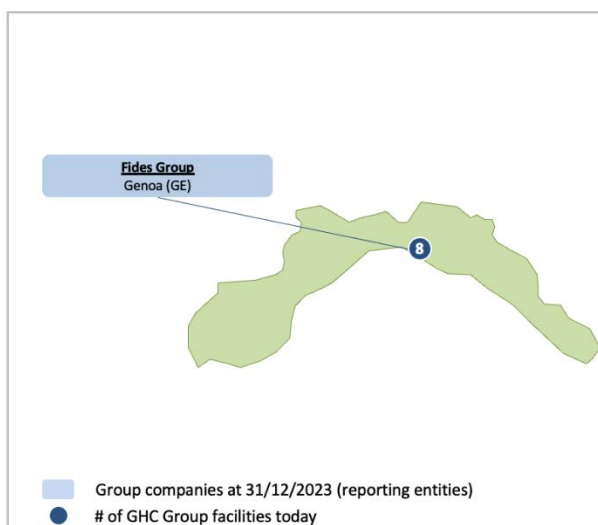 Fides Group
Genoa (GE)
8
Group companies at 31/12/2023 (reporting entities)
# of GHC Group facilities today